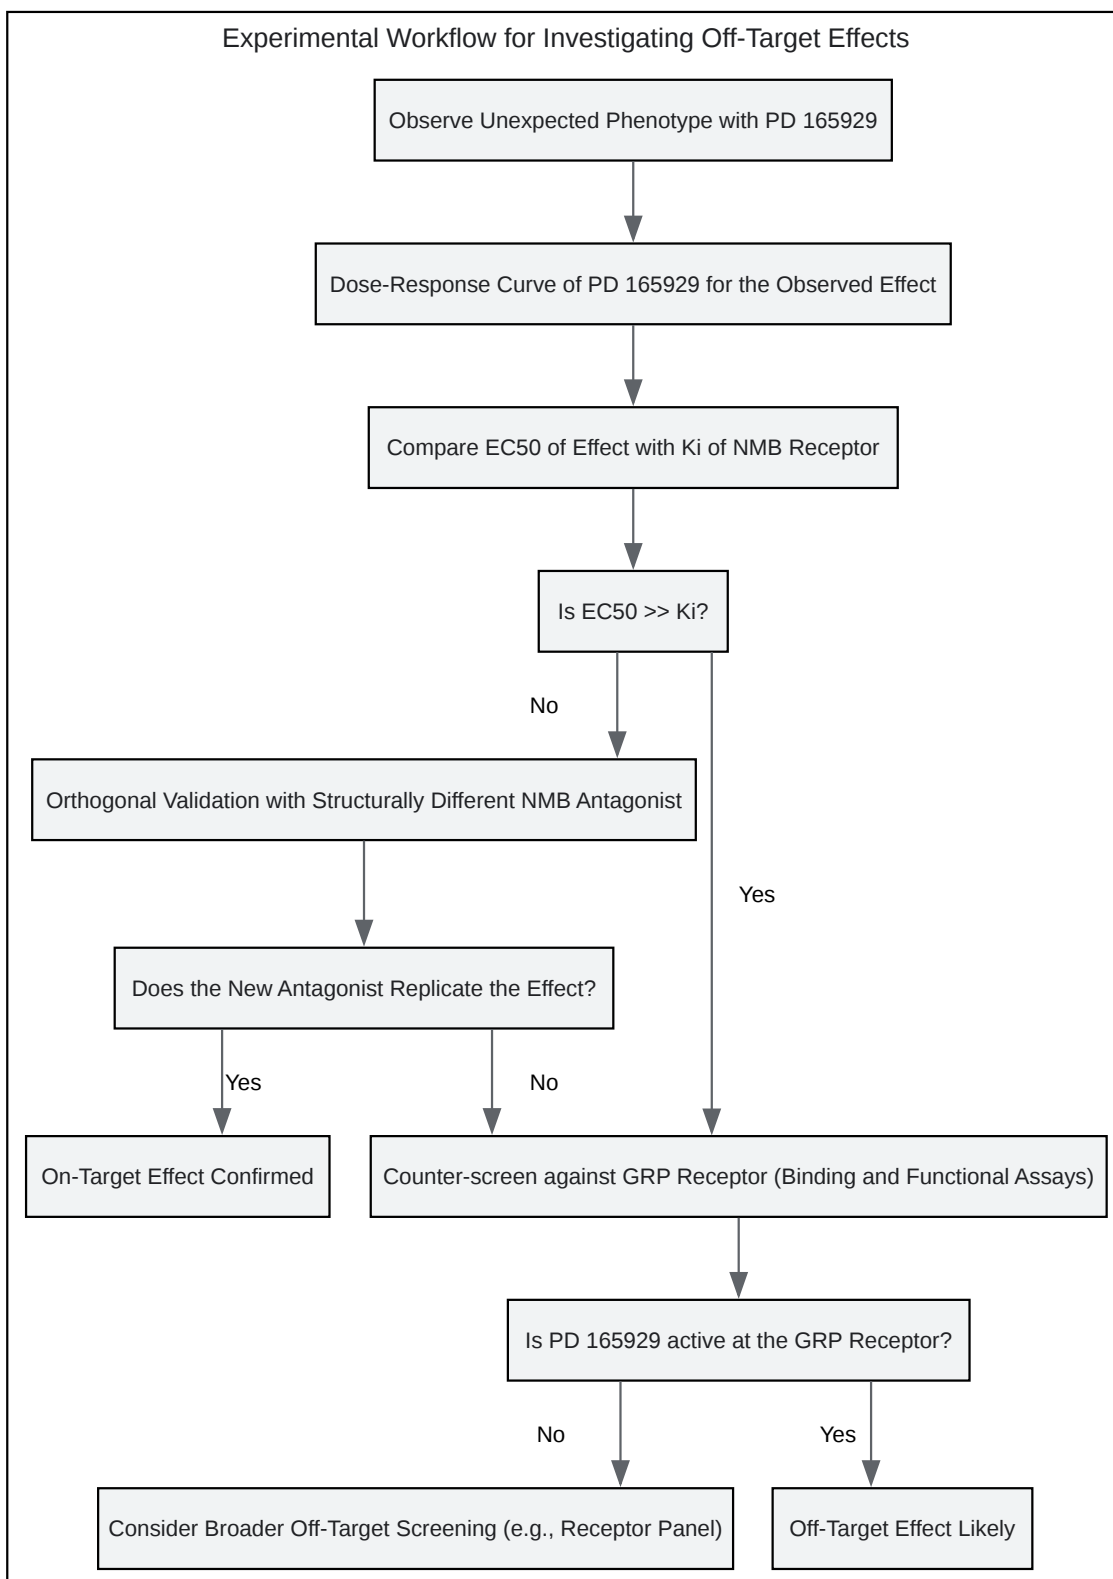 Experimental Workflow for Investigating Off-Target Effects
Observe Unexpected Phenotype with PD 165929
Dose-Response Curve of PD 165929 for the Observed Effect
Compare EC50 of Effect with Ki of NMB Receptor
Is EC50 >> Ki?
No
Orthogonal Validation with Structurally Different NMB Antagonist
Yes
Does the New Antagonist Replicate the Effect?
Yes
No
On-Target Effect Confirmed
Counter-screen against GRP Receptor (Binding and Functional Assays)
Is PD 165929 active at the GRP Receptor?
No
Yes
Consider Broader Off-Target Screening (e.g., Receptor Panel)
Off-Target Effect Likely